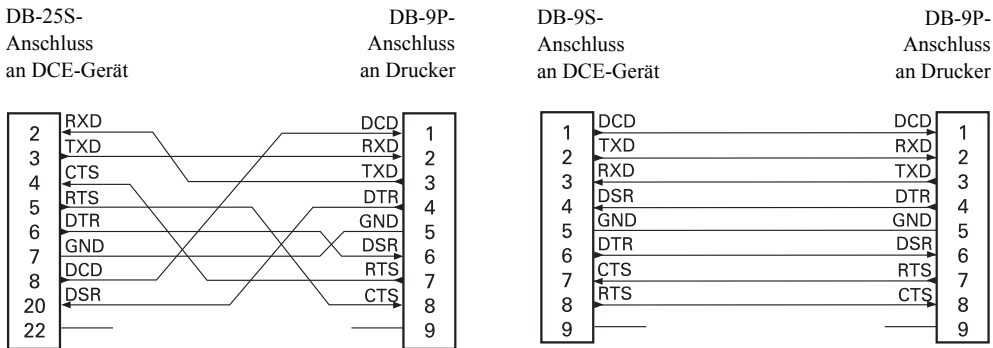 DB-25S-
Anschluss
an DCE-Gerät
DB-9P-
Anschluss
an Drucker
2 RXD DCD 1
3 TXD RXD 2
4 CTS TXD 3
5 RTS DTR 4
6 DTR GND 5
7 GND DSR 6
8 DCD RTS 7
20 DSR CTS 8
22 9
DB-9S-
Anschluss
an DCE-Gerät
DB-9P-
Anschluss
an Drucker
1 DCD DCD 1
2 TXD RXD 2
3 RXD TXD 3
4 DSR DTR 4
5 GND GND 5
6 DTR DSR 6
7 CTS RTS 7
8 RTS CTS 8
9 9